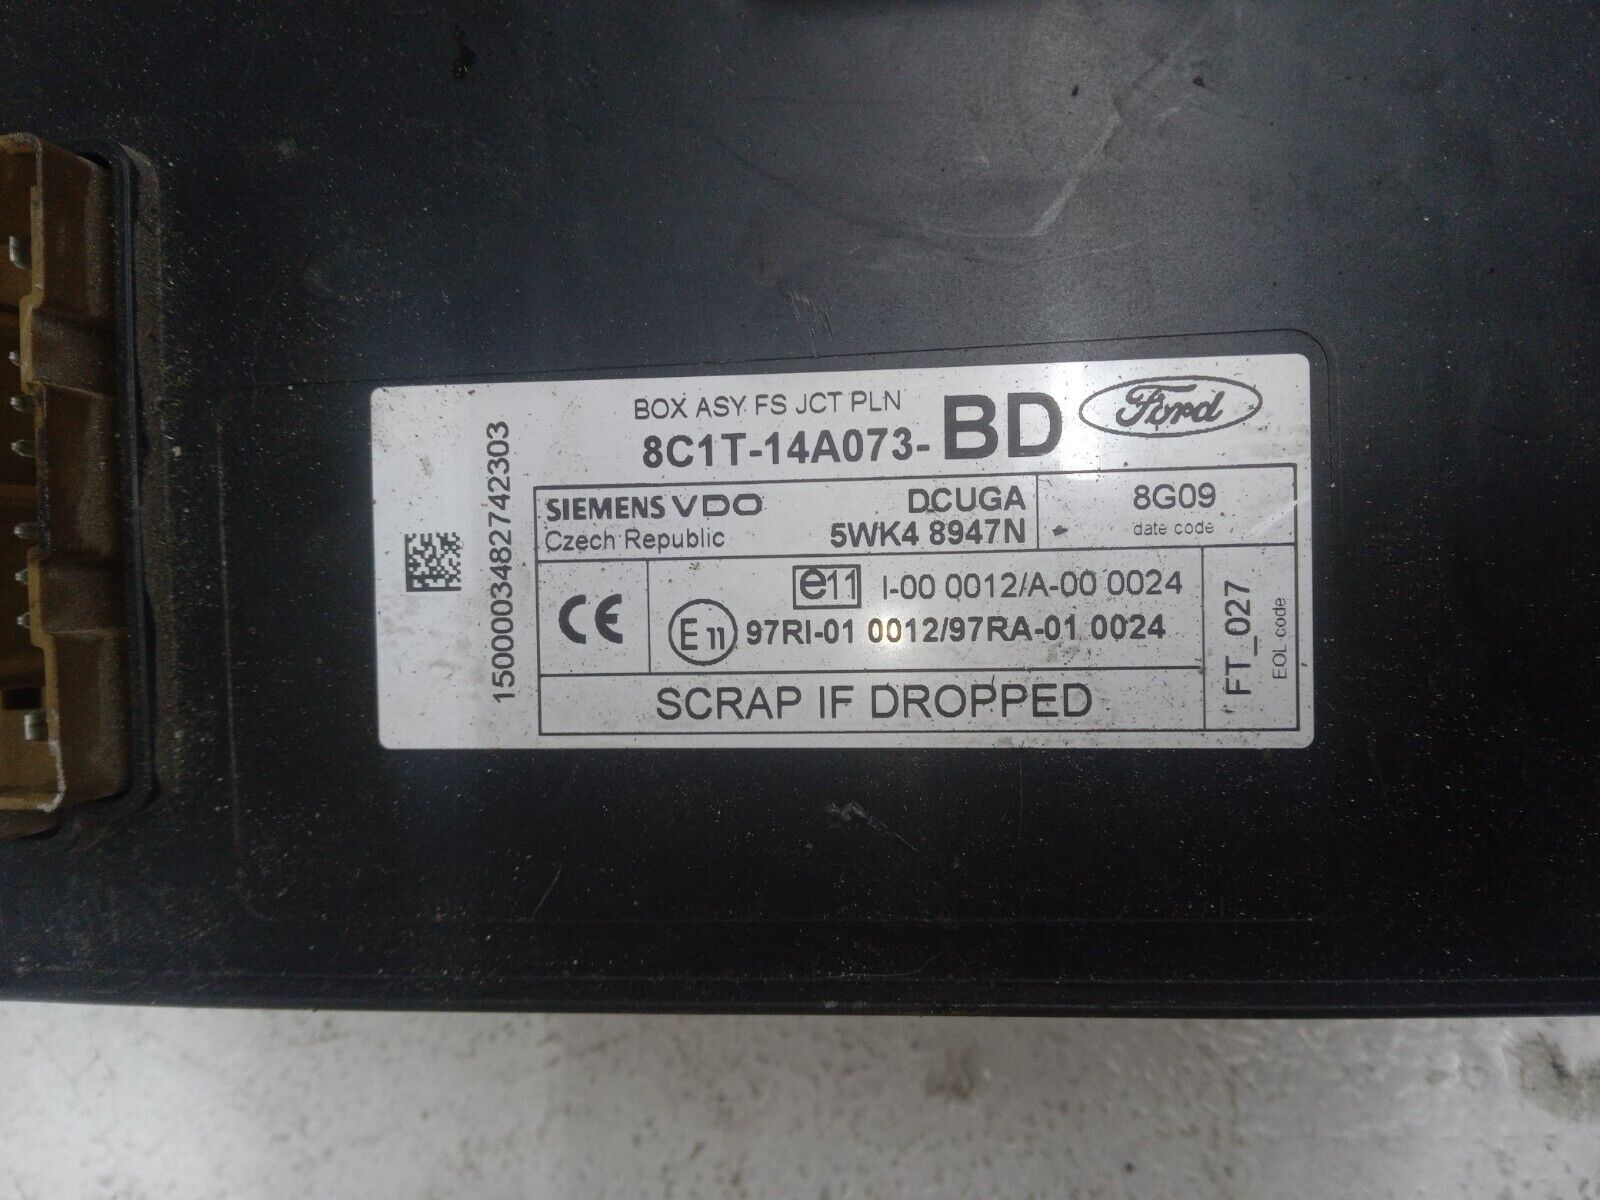 BOX ASY FS JCT PLN
8C1T-14A073-BD
Ford
SIEMENS VDO
Czech Republic
DCUGA
5WK4 8947N
8G09
date code
CE
e11 I-00 0012/A-00 0024
E11 97RI-01 0012/97RA-01 0024
SCRAP IF DROPPED
FT_027
EOL code
1500003482742303